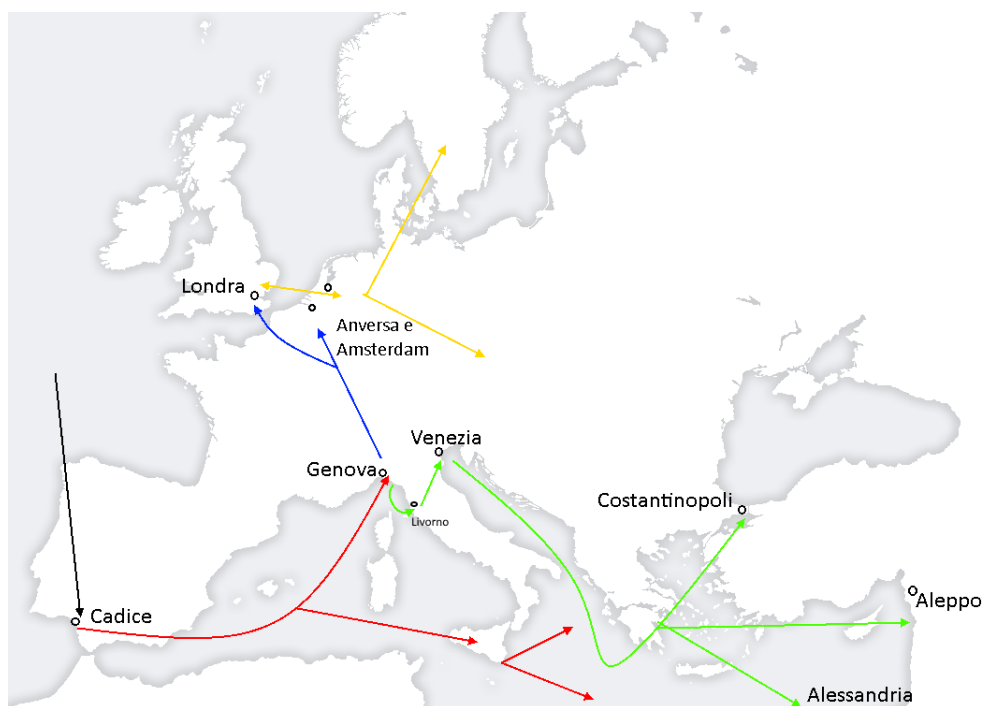 Londra
Anversa e
Amsterdam
Venezia
Genova
Costantinopoli
Livorno
Aleppo
Cadice
Alessandria